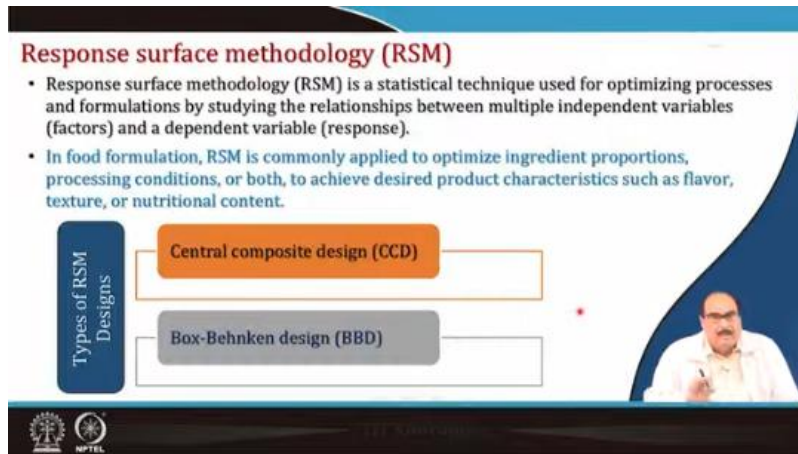 Response surface methodology (RSM)
• Response surface methodology (RSM) is a statistical technique used for optimizing processes
and formulations by studying the relationships between multiple independent variables
(factors) and a dependent variable (response).
• In food formulation, RSM is commonly applied to optimize ingredient proportions,
processing conditions, or both, to achieve desired product characteristics such as flavor,
texture, or nutritional content.
Types of RSM
Designs
Central composite design (CCD)
Box-Behnken design (BBD)
NPTEL